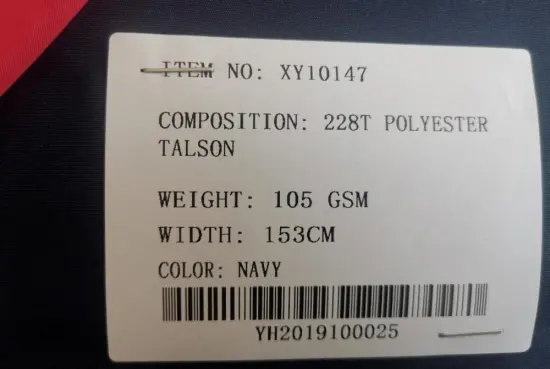 ITEM NO: XY10147
COMPOSITION: 228T POLYESTER
TALSON
WEIGHT: 105 GSM
WIDTH: 153CM
COLOR: NAVY
YH2019100025